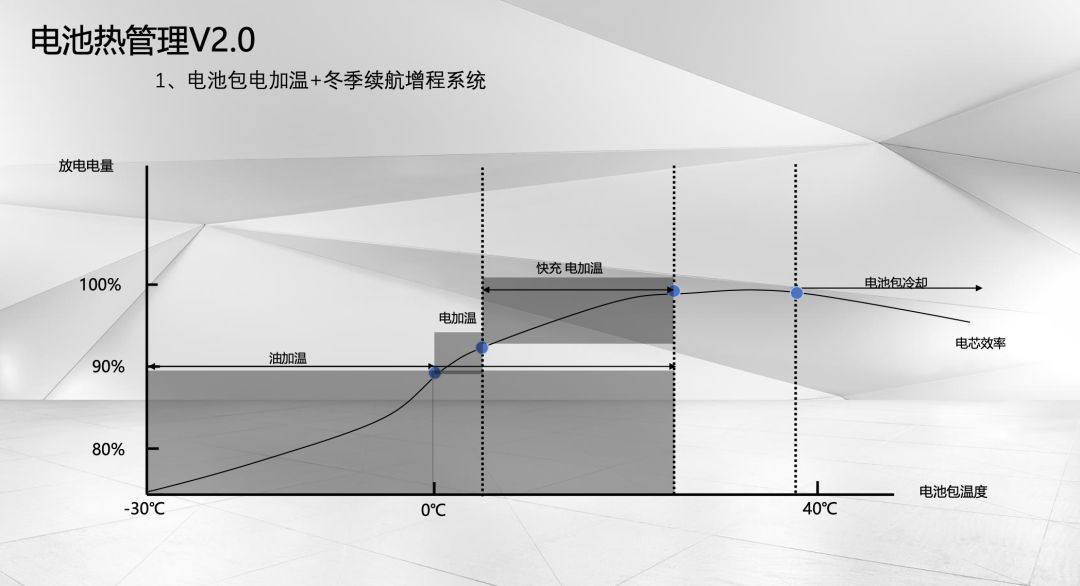 电池热管理V2.0
1、电池包电加温+冬季续航增程系统
放电电量
快充 电加温
100%
电池包冷却
电加温
电芯效率
油加温
90%
80%
电池包温度
-30℃
0℃
40℃